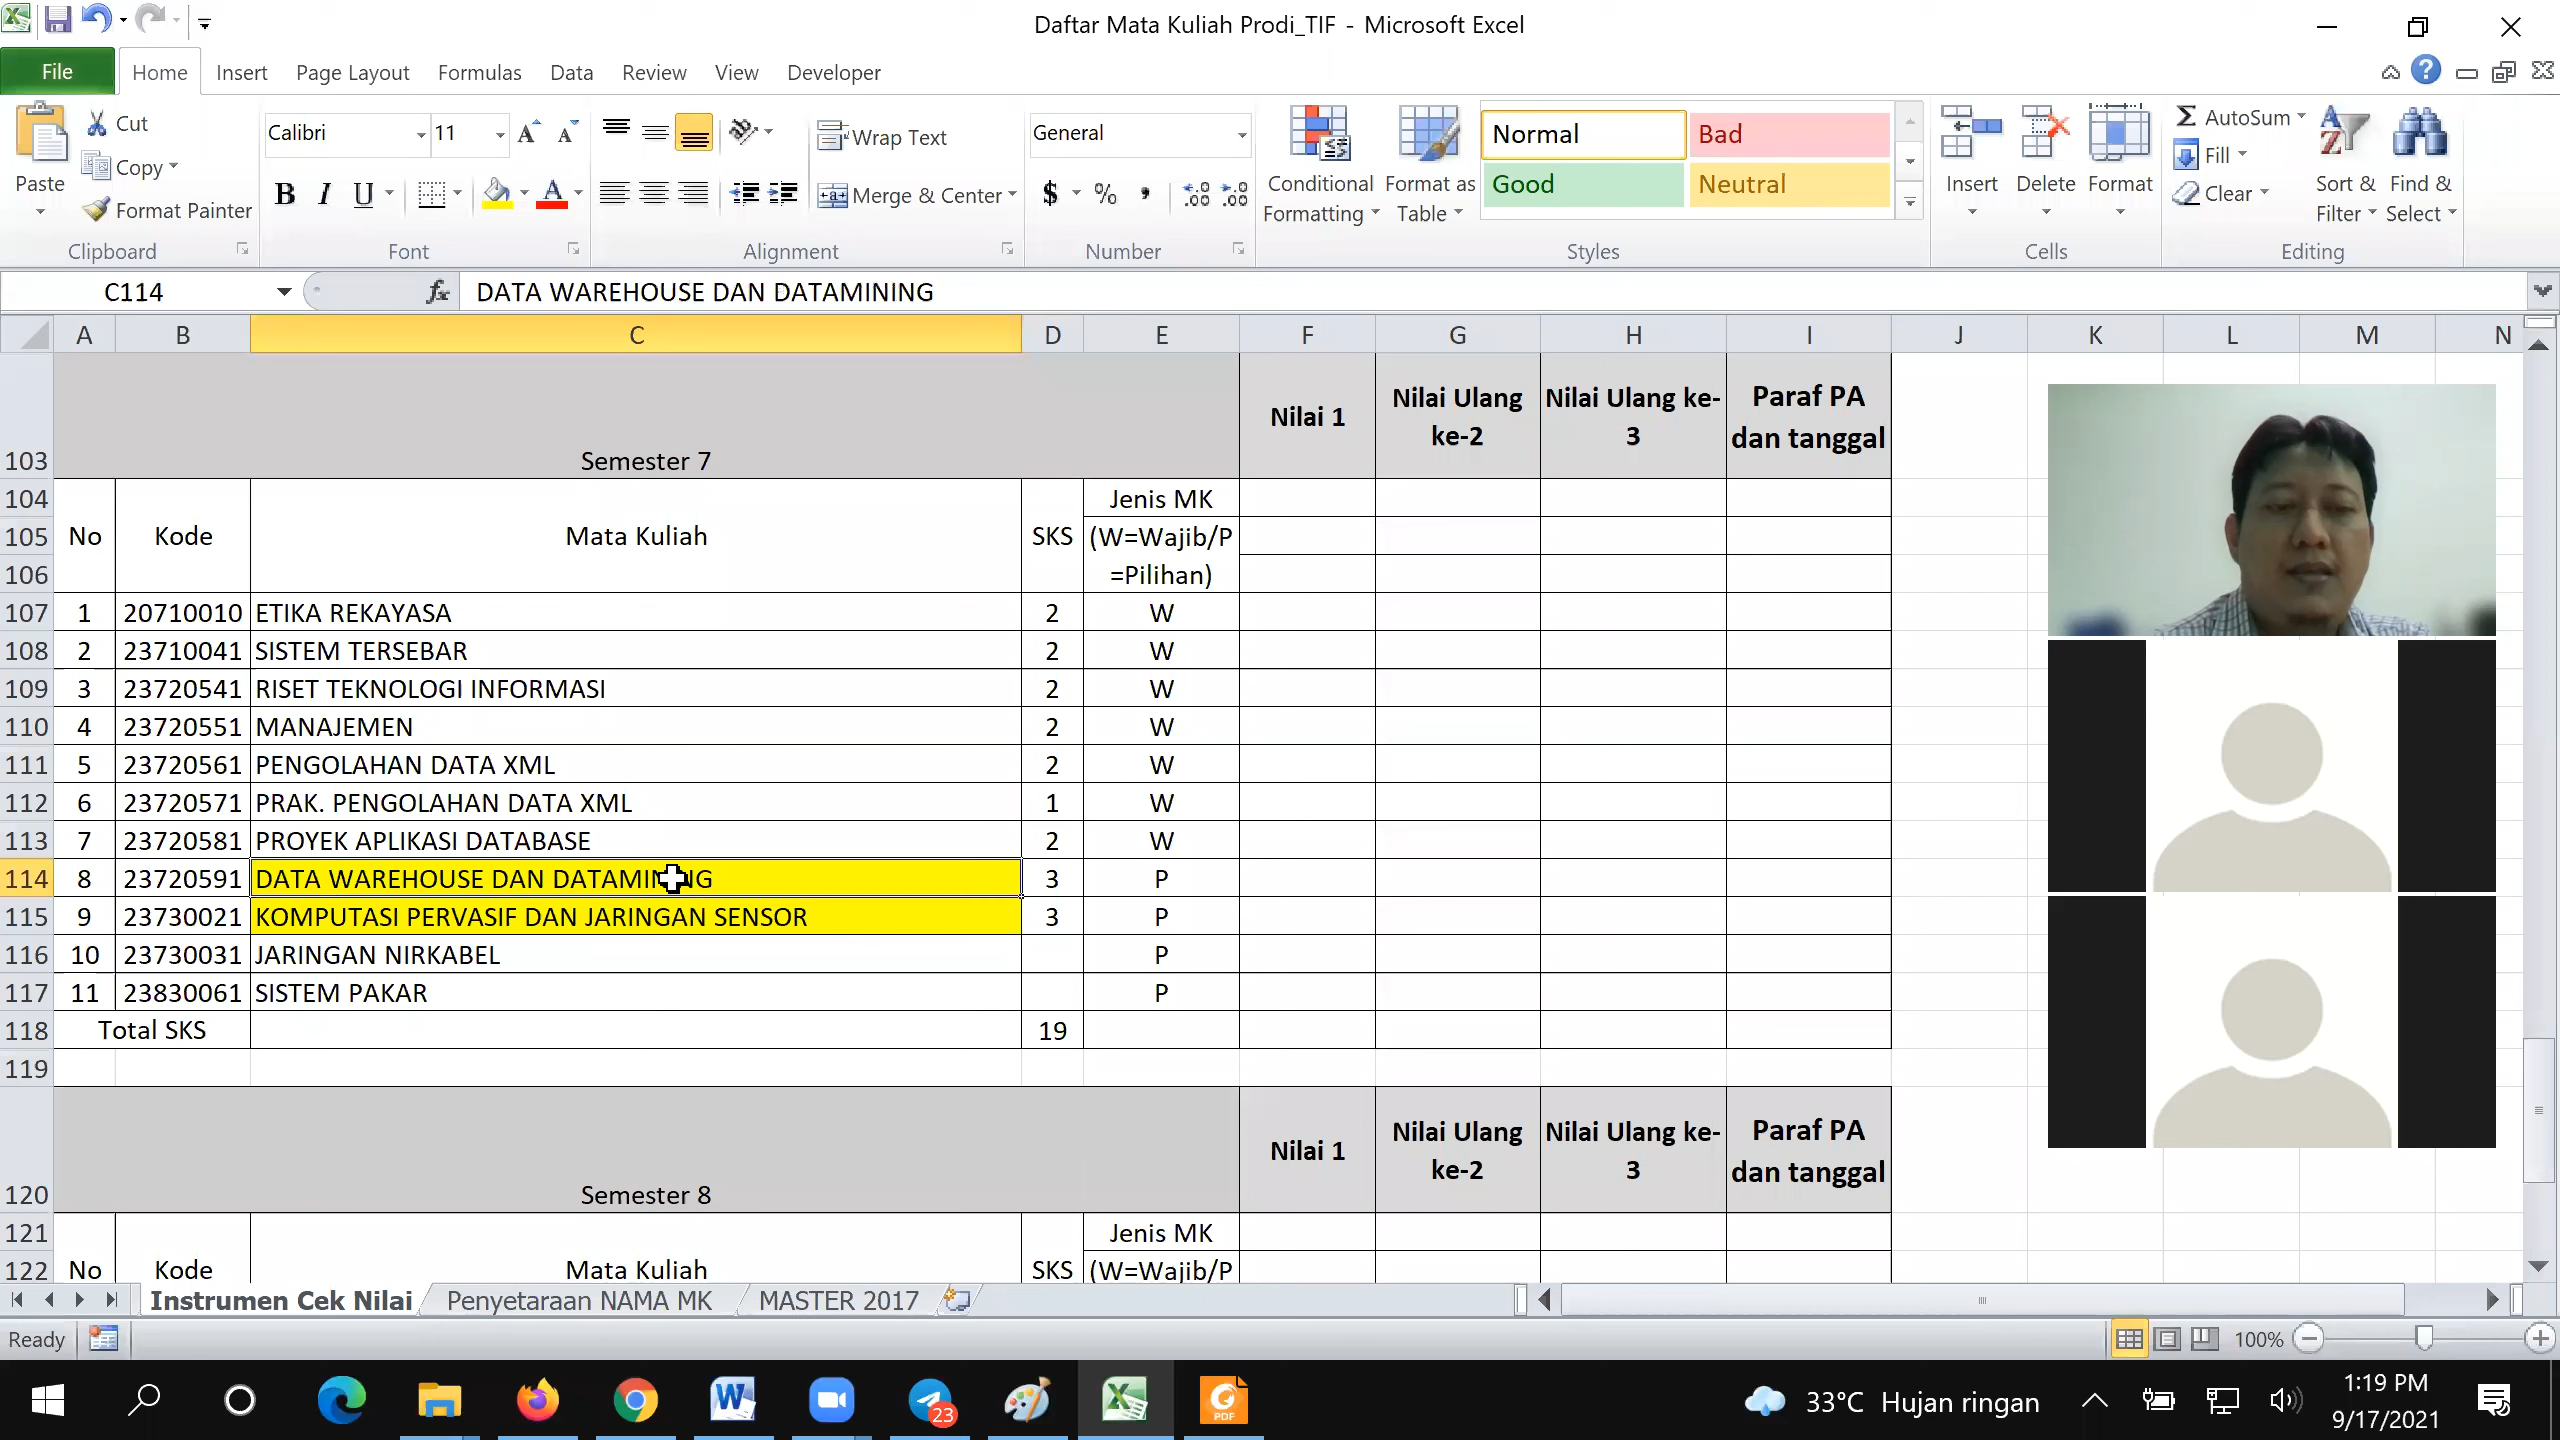 Daftar Mata Kuliah Prodi_TIF - Microsoft Excel
File Home Insert Page Layout Formulas Data Review View Developer
Paste Cut Copy Format Painter Clipboard
Calibri 11 B I U A Font
Wrap Text Merge & Center Alignment
General $ % , Number
Conditional Formatting Format as Table Normal Bad Good Neutral Styles
Insert Delete Format Cells
AutoSum Fill Clear Sort & Filter Find & Select Editing
C114 fx DATA WAREHOUSE DAN DATAMINING
A B C D E F G H I J K L M N
103 Semester 7 Nilai 1 Nilai Ulang ke-2 Nilai Ulang ke-3 Paraf PA dan tanggal
104 Jenis MK
105 No Kode Mata Kuliah SKS (W=Wajib/P
106 =Pilihan)
107 1 20710010 ETIKA REKAYASA 2 W
108 2 23710041 SISTEM TERSEBAR 2 W
109 3 23720541 RISET TEKNOLOGI INFORMASI 2 W
110 4 23720551 MANAJEMEN 2 W
111 5 23720561 PENGOLAHAN DATA XML 2 W
112 6 23720571 PRAK. PENGOLAHAN DATA XML 1 W
113 7 23720581 PROYEK APLIKASI DATABASE 2 W
114 8 23720591 DATA WAREHOUSE DAN DATAMINING 3 P
115 9 23730021 KOMPUTASI PERVASIF DAN JARINGAN SENSOR 3 P
116 10 23730031 JARINGAN NIRKABEL P
117 11 23830061 SISTEM PAKAR P
118 Total SKS 19
119
120 Semester 8 Nilai 1 Nilai Ulang ke-2 Nilai Ulang ke-3 Paraf PA dan tanggal
121 Jenis MK
122 No Kode Mata Kuliah SKS (W=Wajib/P
Instrumen Cek Nilai Penyetaraan NAMA MK MASTER 2017
Ready 100%
23 PDF 33°C Hujan ringan 1:19 PM
9/17/2021